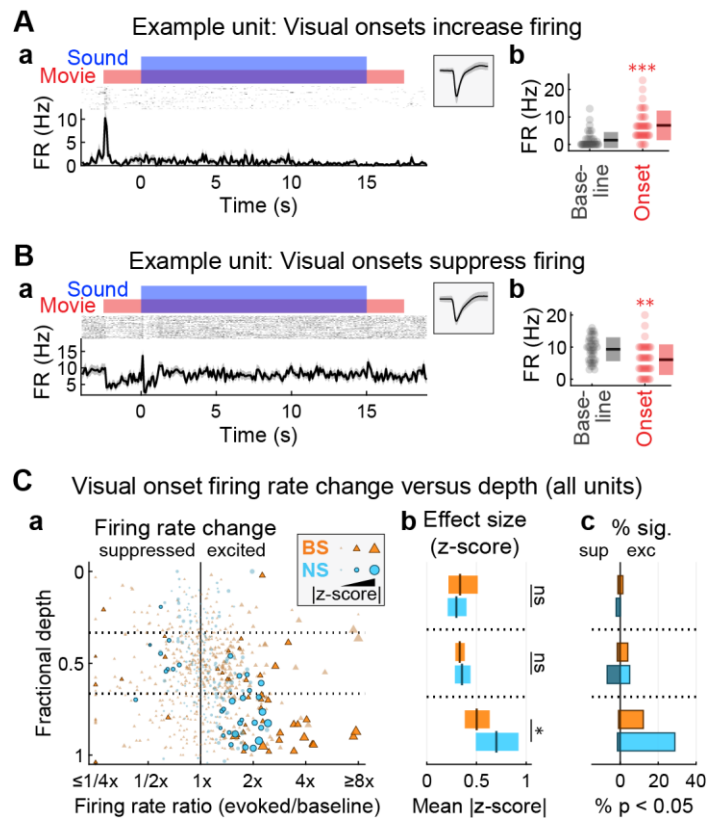 A
Example unit: Visual onsets increase firing
a
Sound
Movie
FR (Hz)
10
5
0
0
5
10
15
Time (s)
b
***
FR (Hz)
20
10
0
Base-
line
Onset
B
Example unit: Visual onsets suppress firing
a
Sound
Movie
FR (Hz)
15
10
5
0
5
10
15
Time (s)
b
**
FR (Hz)
20
10
0
Base-
line
Onset
C
Visual onset firing rate change versus depth (all units)
a
Firing rate change
suppressed excited
BS
NS
|z-score|
Fractional depth
0
0.5
1
≤1/4x 1/2x 1x 2x 4x ≥8x
Firing rate ratio (evoked/baseline)
b
Effect size
(z-score)
ns
ns
*
0 0.5 1
Mean |z-score|
c
% sig.
sup exc
0 20 40
% p < 0.05